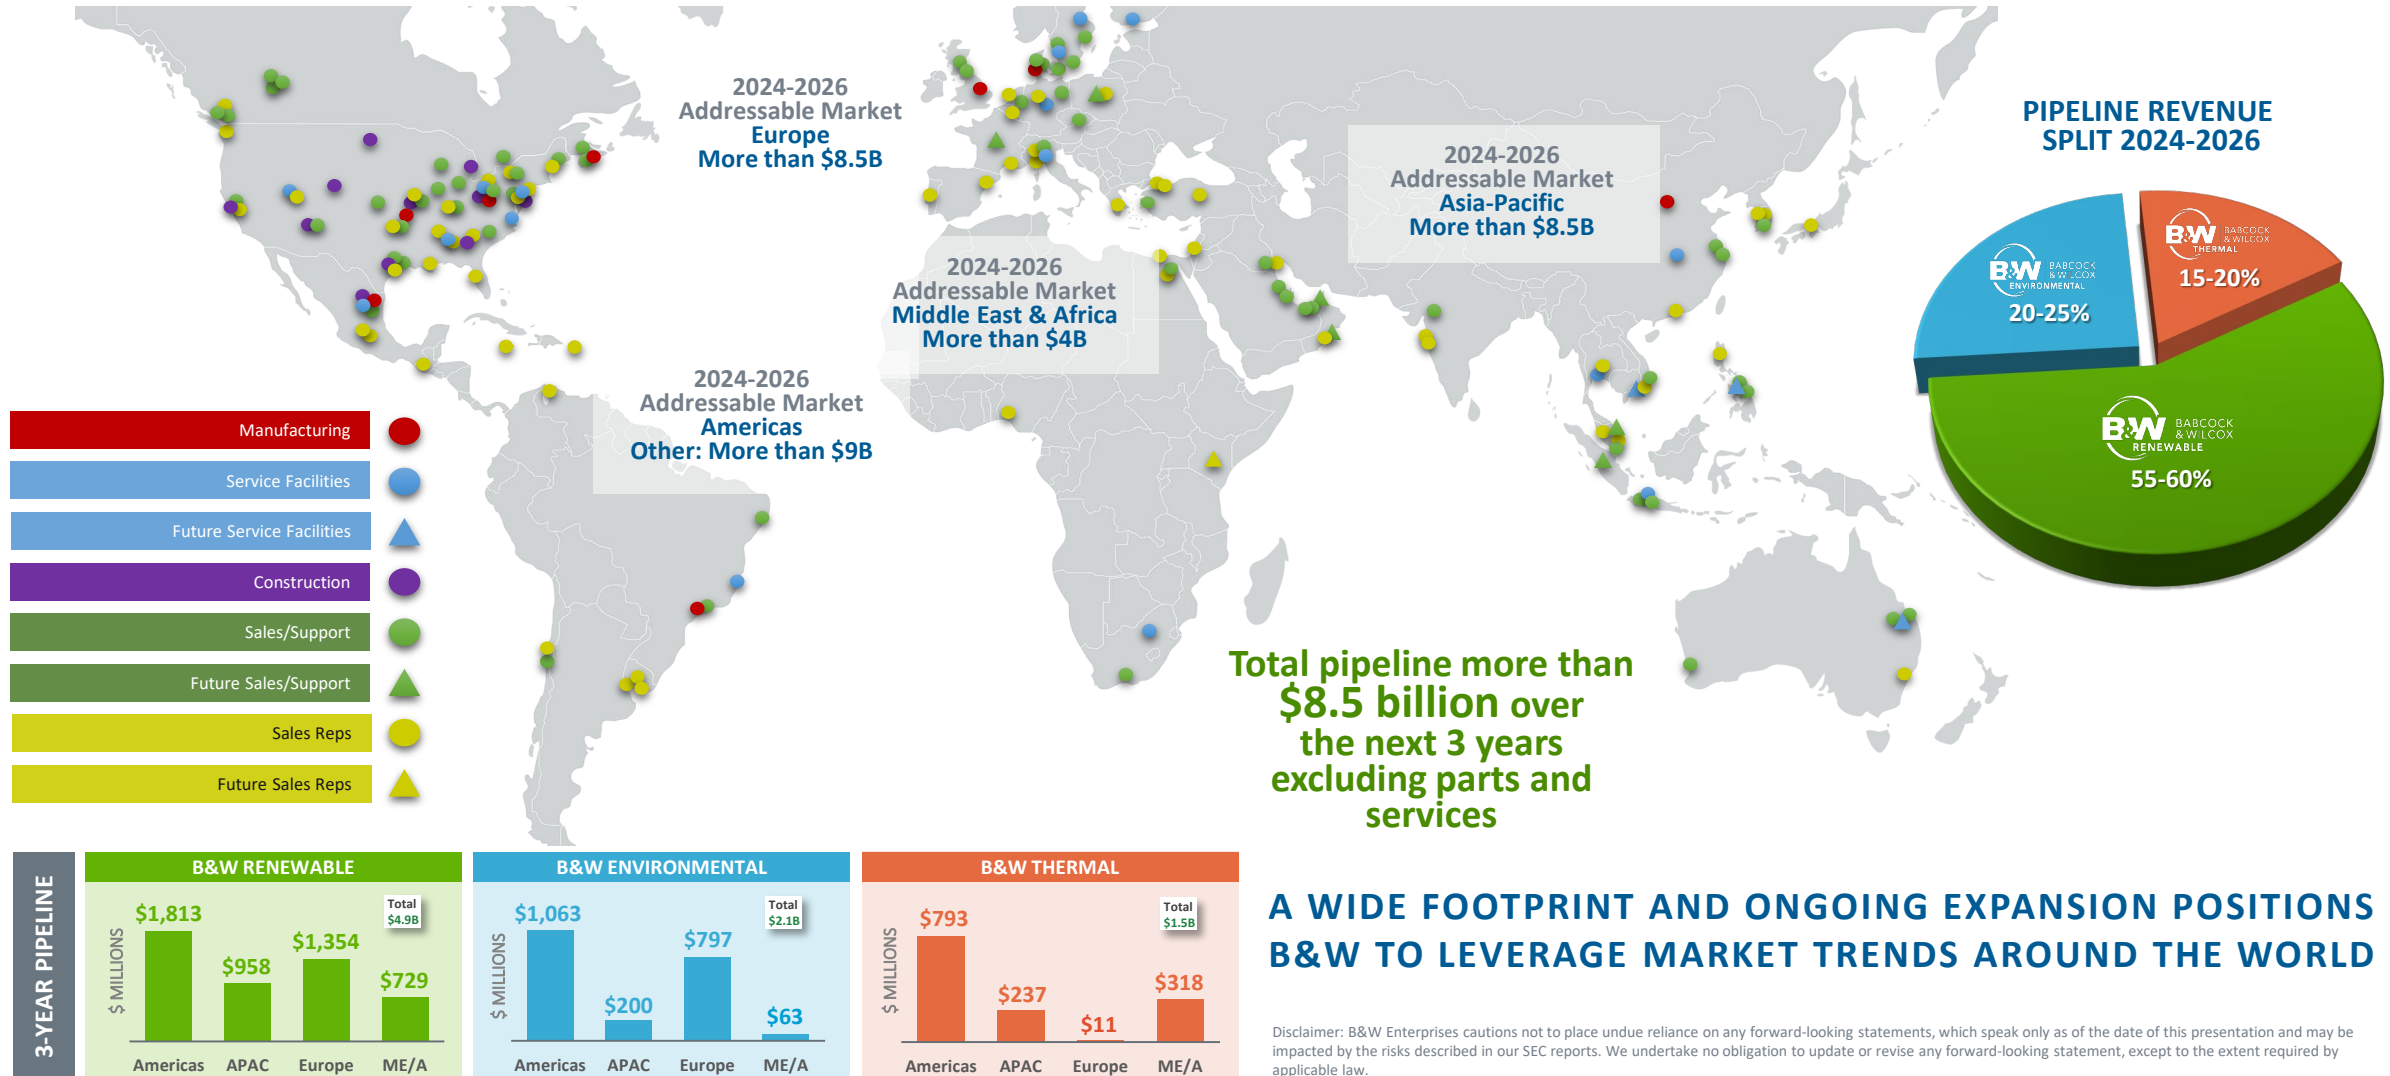 2024-2026
Addressable Market
Europe
More than $8.5B
2024-2026
Addressable Market
Asia-Pacific
More than $8.5B
2024-2026
Addressable Market
Middle East & Africa
More than $4B
2024-2026
Addressable Market
Americas
Other: More than $9B
PIPELINE REVENUE
SPLIT 2024-2026
B&W BABCOCK
& WILCOX
THERMAL
15-20%
B&W BABCOCK
& WILCOX
ENVIRONMENTAL
20-25%
B&W BABCOCK
& WILCOX
RENEWABLE
55-60%
Manufacturing
Service Facilities
Future Service Facilities
Construction
Sales/Support
Future Sales/Support
Sales Reps
Future Sales Reps
Total pipeline more than
$8.5 billion over
the next 3 years
excluding parts and
services
3-YEAR PIPELINE
B&W RENEWABLE
Total
$4.9B
$ MILLIONS
$1,813
$958
$1,354
$729
Americas APAC Europe ME/A
B&W ENVIRONMENTAL
Total
$2.1B
$ MILLIONS
$1,063
$200
$797
$63
Americas APAC Europe ME/A
B&W THERMAL
Total
$1.5B
$ MILLIONS
$793
$237
$11
$318
Americas APAC Europe ME/A
A WIDE FOOTPRINT AND ONGOING EXPANSION POSITIONS
B&W TO LEVERAGE MARKET TRENDS AROUND THE WORLD
Disclaimer: B&W Enterprises cautions not to place undue reliance on any forward-looking statements, which speak only as of the date of this presentation and may be
impacted by the risks described in our SEC reports. We undertake no obligation to update or revise any forward-looking statement, except to the extent required by
applicable law.